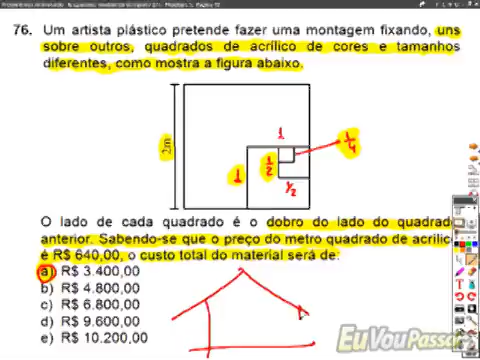 76. Um artista plástico pretende fazer uma montagem fixando, uns
sobre outros, quadrados de acrílico de cores e tamanhos
diferentes, como mostra a figura abaixo.
1
1/4
2m
1
1/2
1/2
O lado de cada quadrado é o dobro do lado do quadrado
anterior. Sabendo-se que o preço do metro quadrado de acrílico
é R$ 640,00, o custo total do material será de:
a) R$ 3.400,00
b) R$ 4.800,00
c) R$ 6.800,00
d) R$ 9.600,00
e) R$ 10.200,00
EuVouPassar